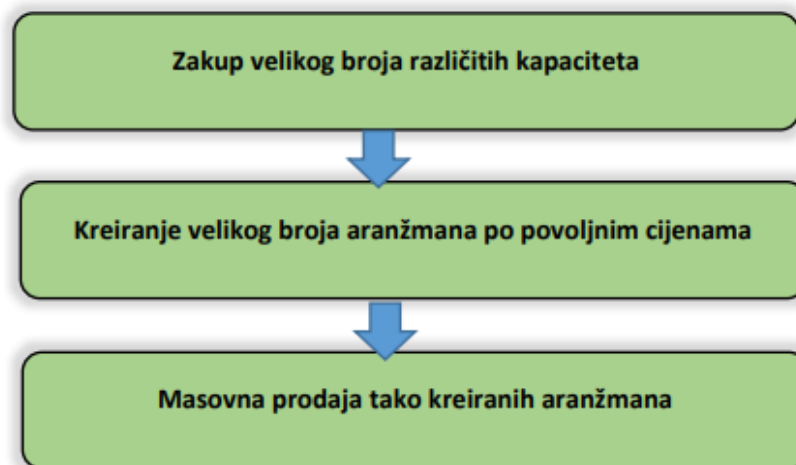 Zakup velikog broja različitih kapaciteta
Kreiranje velikog broja aranžmana po povoljnim cijenama
Masovna prodaja tako kreiranih aranžmana